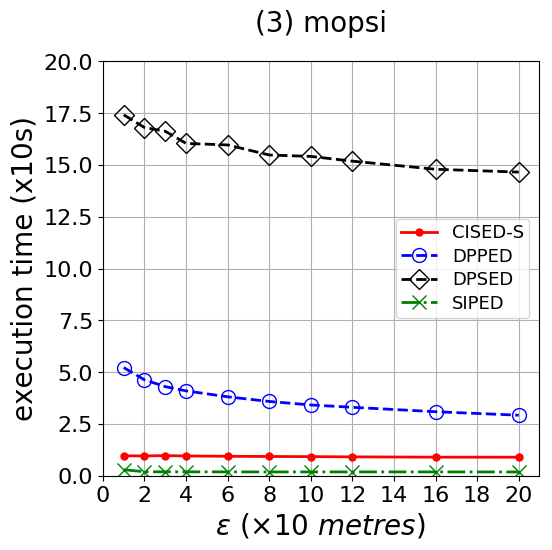 (3) mopsi
execution time (x10s)
20.0
17.5
15.0
12.5
10.0
7.5
5.0
2.5
0.0
CISED-S
DPPED
DPSED
SIPED
0 2 4 6 8 10 12 14 16 18 20
ε (×10 metres)